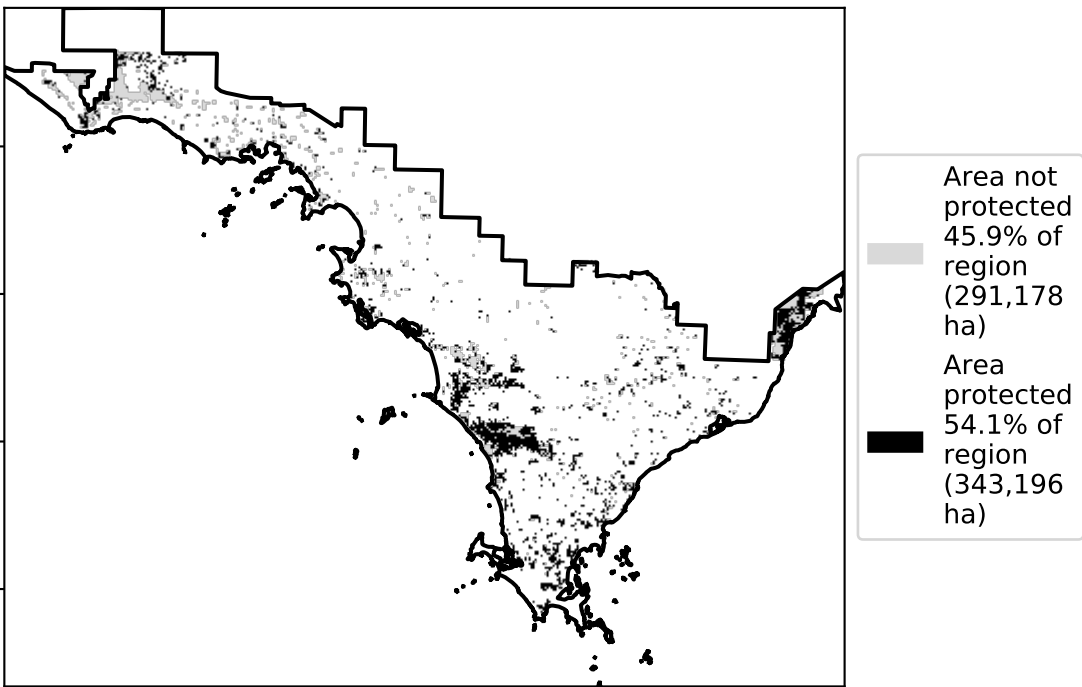 Area not
protected
45.9% of
region
(291,178
ha)
Area
protected
54.1% of
region
(343,196
ha)